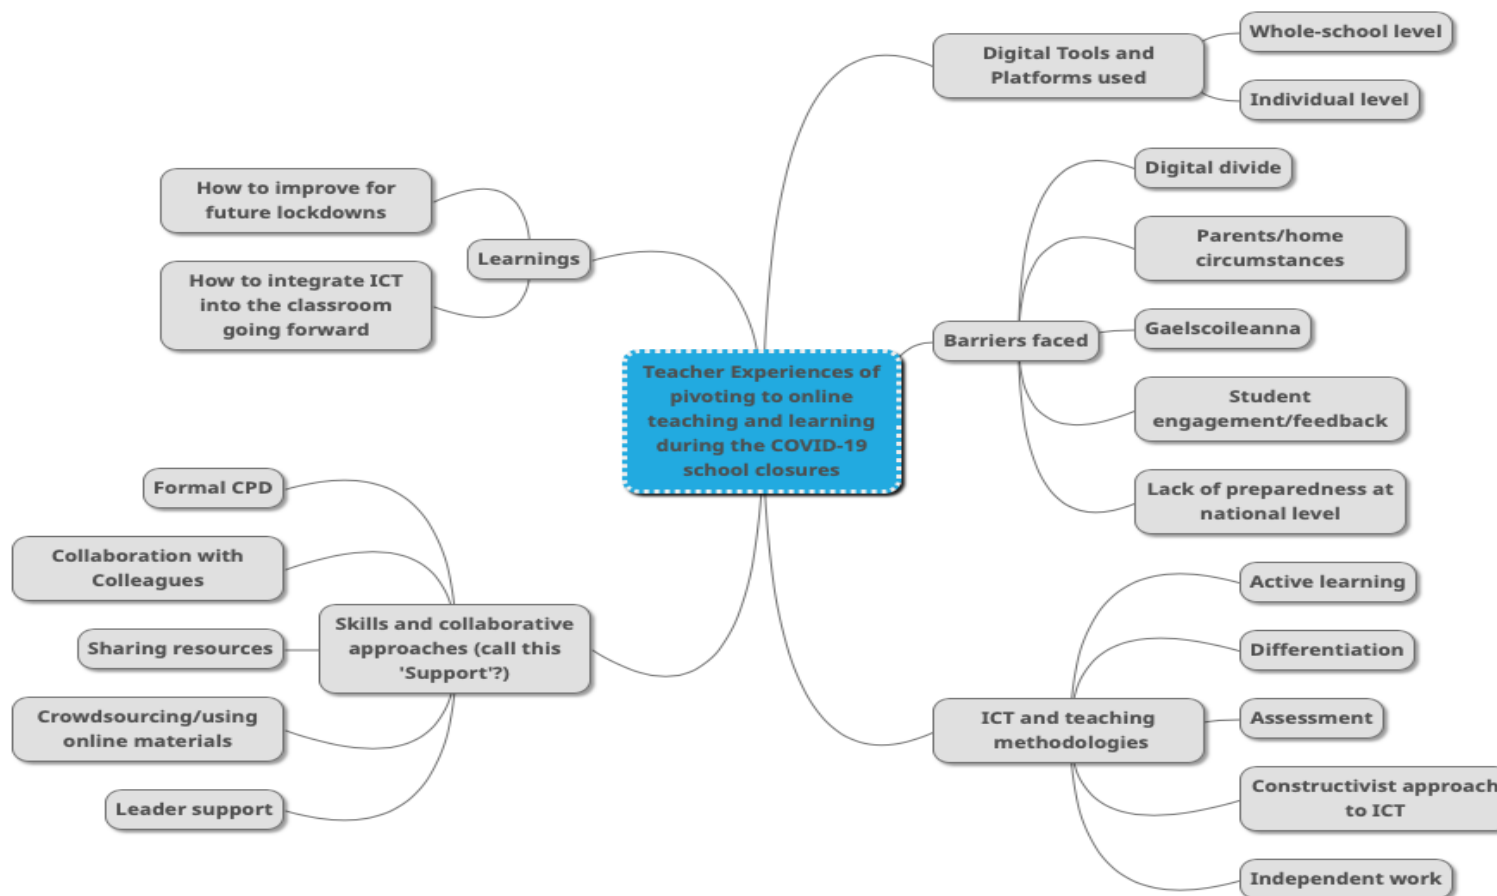 Teacher Experiences of
pivoting to online
teaching and learning
during the COVID-19
school closures
Digital Tools and
Platforms used
Whole-school level
Individual level
Barriers faced
Digital divide
Parents/home
circumstances
Gaelscoileanna
Student
engagement/feedback
Lack of preparedness at
national level
ICT and teaching
methodologies
Active learning
Differentiation
Assessment
Constructivist approach
to ICT
Independent work
Learnings
How to improve for
future lockdowns
How to integrate ICT
into the classroom
going forward
Skills and collaborative
approaches (call this
'Support'?)
Formal CPD
Collaboration with
Colleagues
Sharing resources
Crowdsourcing/using
online materials
Leader support